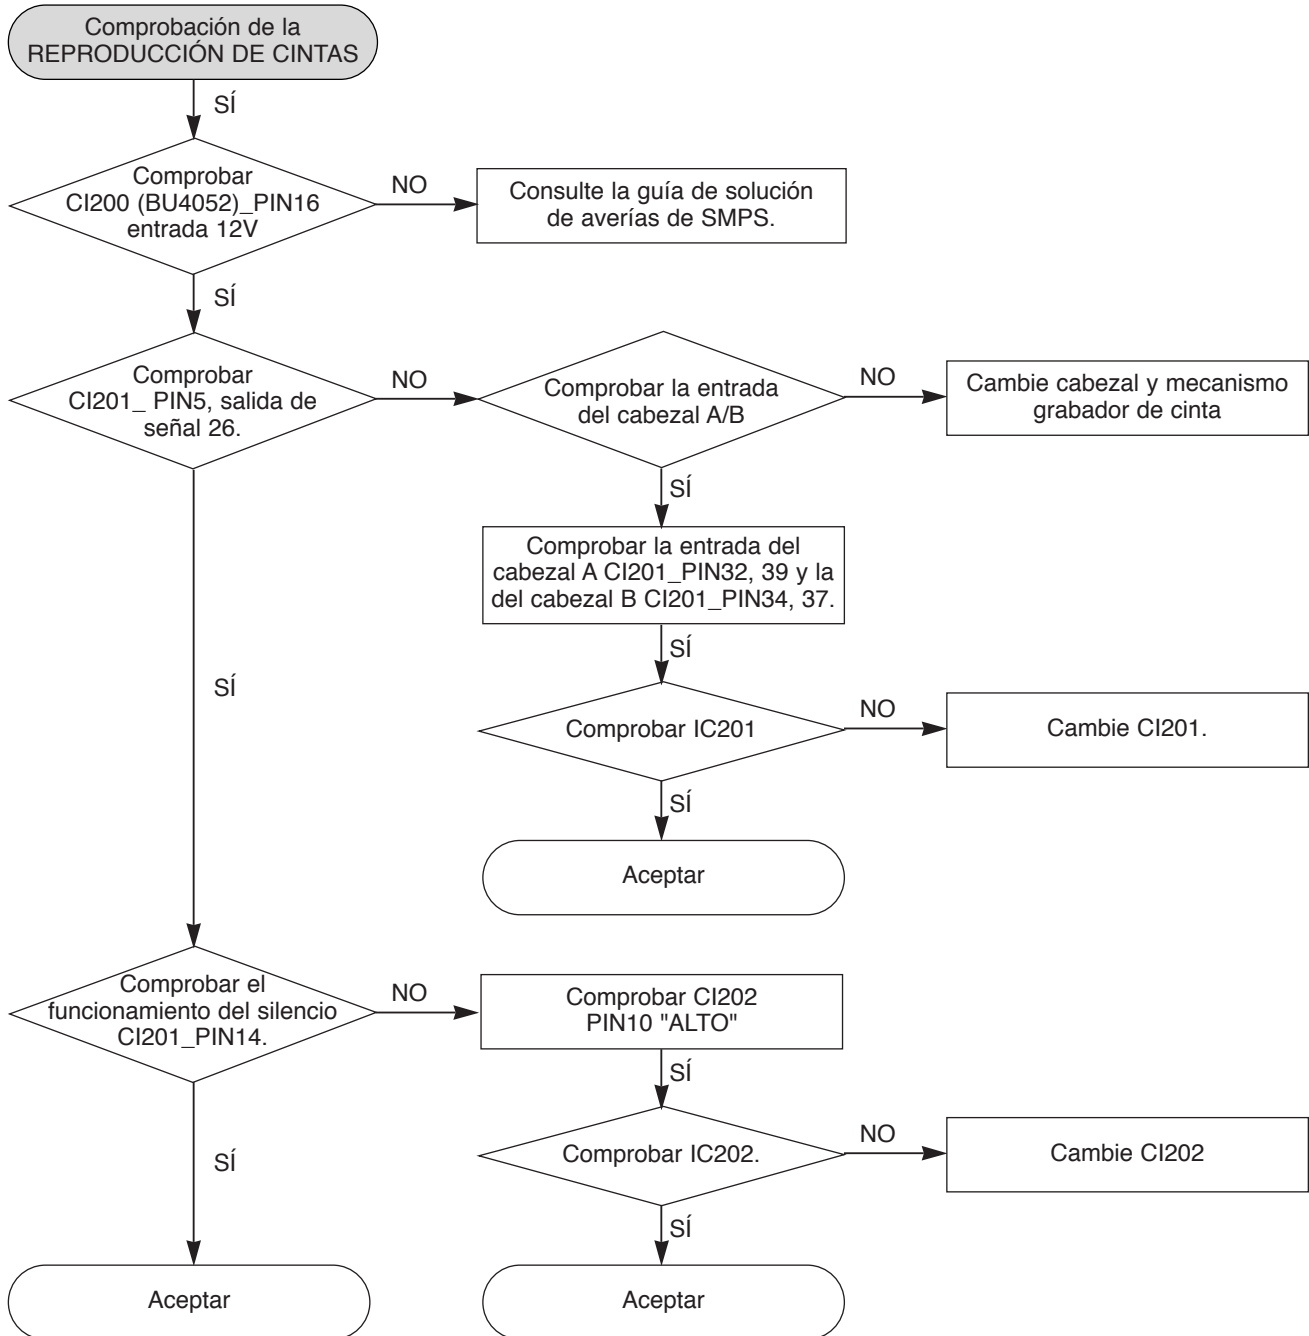 Comprobación de la
REPRODUCCIÓN DE CINTAS
SÍ
Comprobar
CI200 (BU4052)_PIN16
entrada 12V
NO
Consulte la guía de solución
de averías de SMPS.
SÍ
Comprobar
CI201_ PIN5, salida de
señal 26.
NO
Comprobar la entrada
del cabezal A/B
NO
Cambie cabezal y mecanismo
grabador de cinta
SÍ
Comprobar la entrada del
cabezal A CI201_PIN32, 39 y la
del cabezal B CI201_PIN34, 37.
SÍ
SÍ
Comprobar IC201
NO
Cambie CI201.
SÍ
Aceptar
Comprobar el
funcionamiento del silencio
CI201_PIN14.
NO
Comprobar CI202
PIN10 "ALTO"
SÍ
Comprobar IC202.
NO
Cambie CI202
SÍ
SÍ
Aceptar
Aceptar